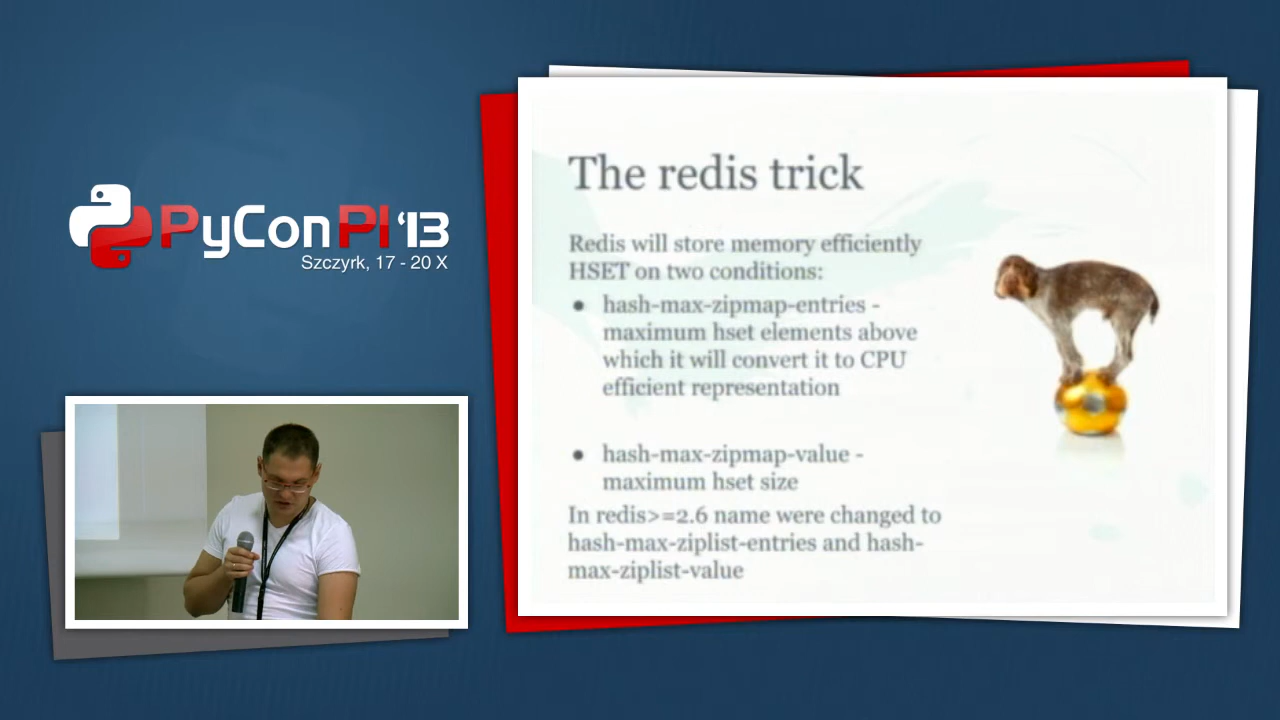 PyCon Pl '13
Szczyrk, 17 - 20 X
The redis trick
Redis will store memory efficiently
HSET on two conditions:
● hash-max-zipmap-entries -
maximum hset elements above
which it will convert it to CPU
efficient representation
● hash-max-zipmap-value -
maximum hset size
In redis>=2.6 name were changed to
hash-max-ziplist-entries and hash-
max-ziplist-value